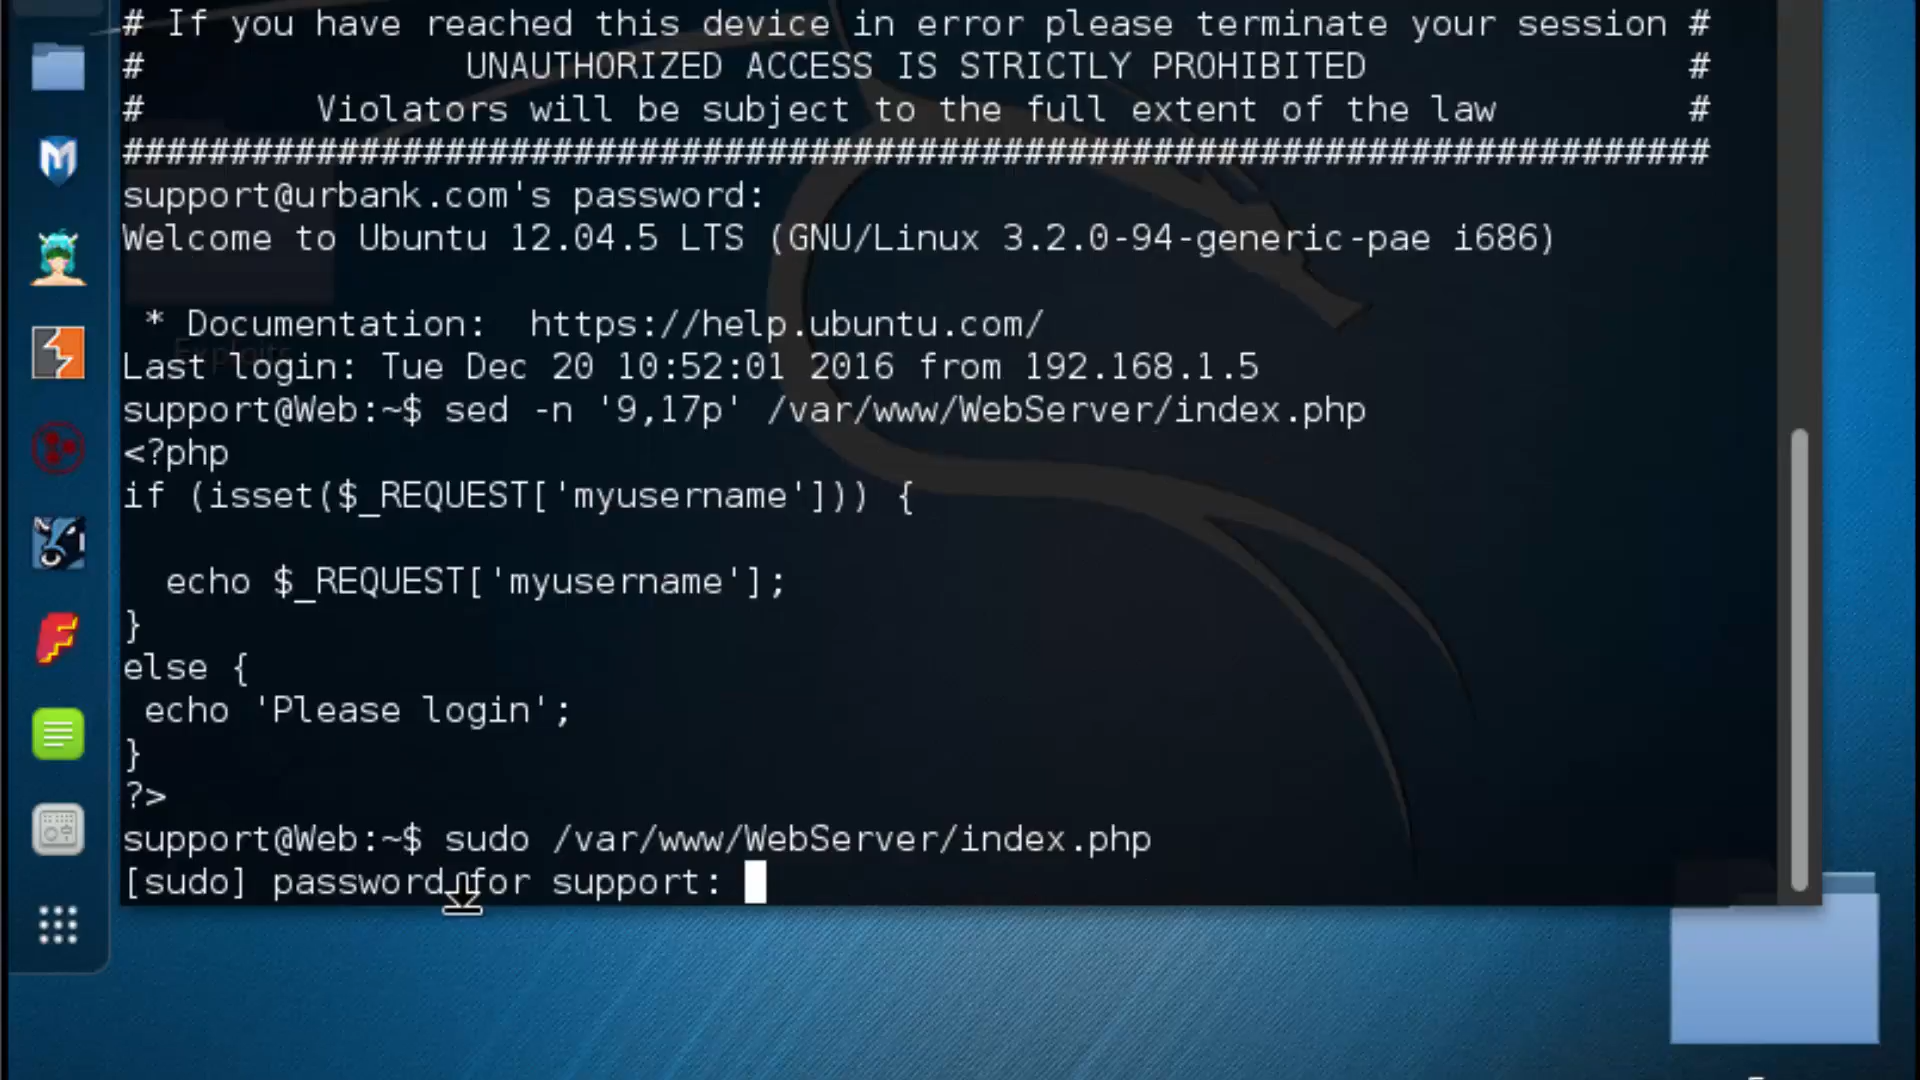 # If you have reached this device in error please terminate your session #
# UNAUTHORIZED ACCESS IS STRICTLY PROHIBITED #
# Violators will be subject to the full extent of the law #
##########################################################################
support@urbank.com's password:
Welcome to Ubuntu 12.04.5 LTS (GNU/Linux 3.2.0-94-generic-pae i686)
* Documentation:  https://help.ubuntu.com/
Exploits
Last login: Tue Dec 20 10:52:01 2016 from 192.168.1.5
support@Web:~$ sed -n '9,17p' /var/www/WebServer/index.php
<?php
if (isset($_REQUEST['myusername'])) {
echo $_REQUEST['myusername'];
}
else {
echo 'Please login';
}
?>
support@Web:~$ sudo /var/www/WebServer/index.php
[sudo] password for support: